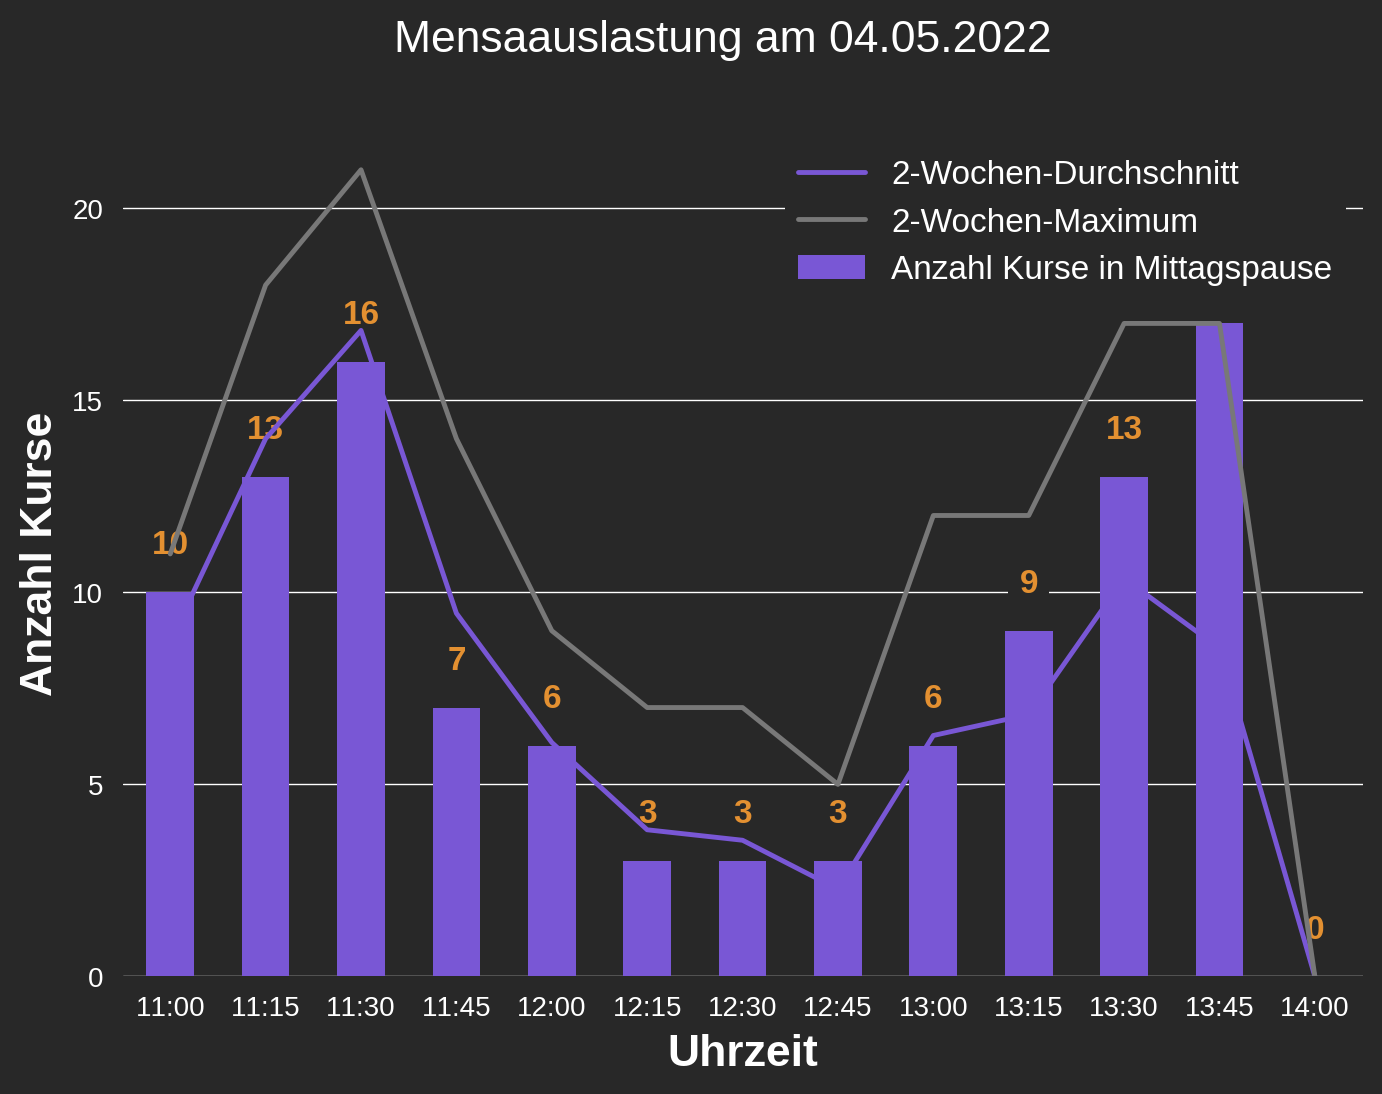 Mensaauslastung am 04.05.2022
2-Wochen-Durchschnitt
2-Wochen-Maximum
Anzahl Kurse in Mittagspause
Anzahl Kurse
20
15
10
5
0
10
13
16
7
6
3
3
3
6
9
13
0
11:00 11:15 11:30 11:45 12:00 12:15 12:30 12:45 13:00 13:15 13:30 13:45 14:00
Uhrzeit